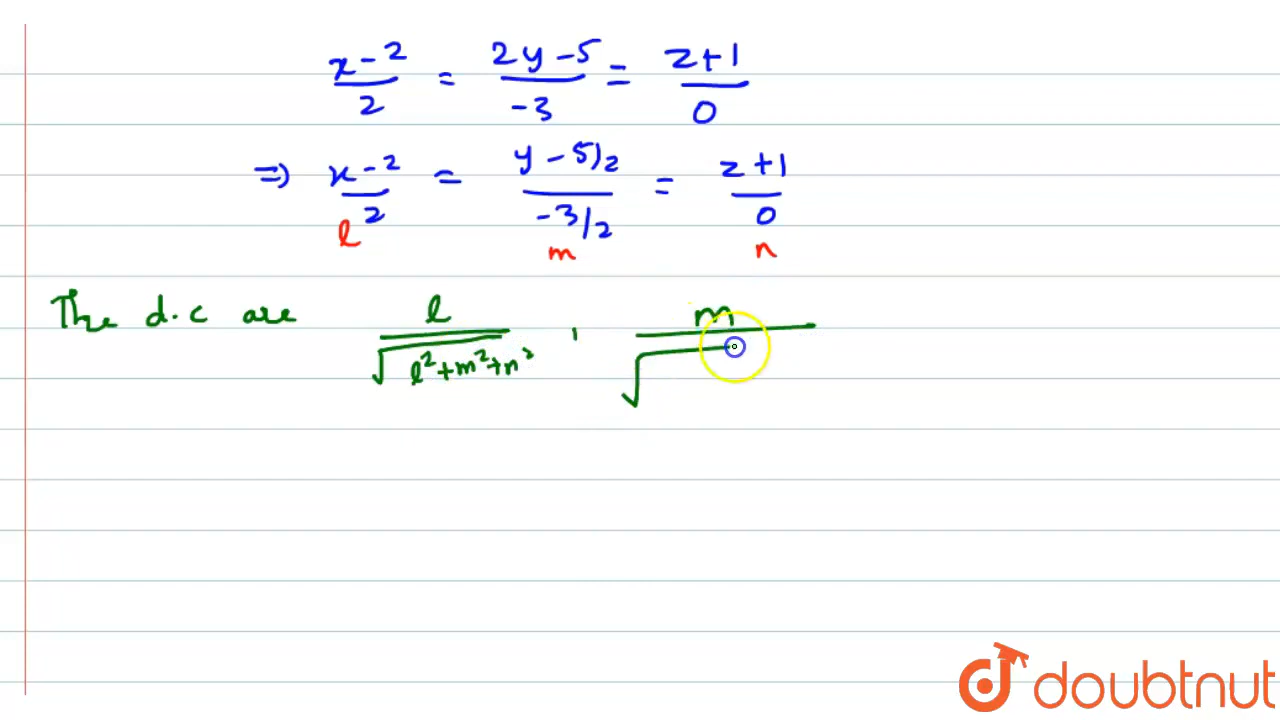 x-2/2 = 2y-5/-3 = z+1/0
⇒ x-2/2 = y-5/2/-3/2 = z+1/0
l m n
The d.c are l/√l²+m²+n² , m/√
doubtnut